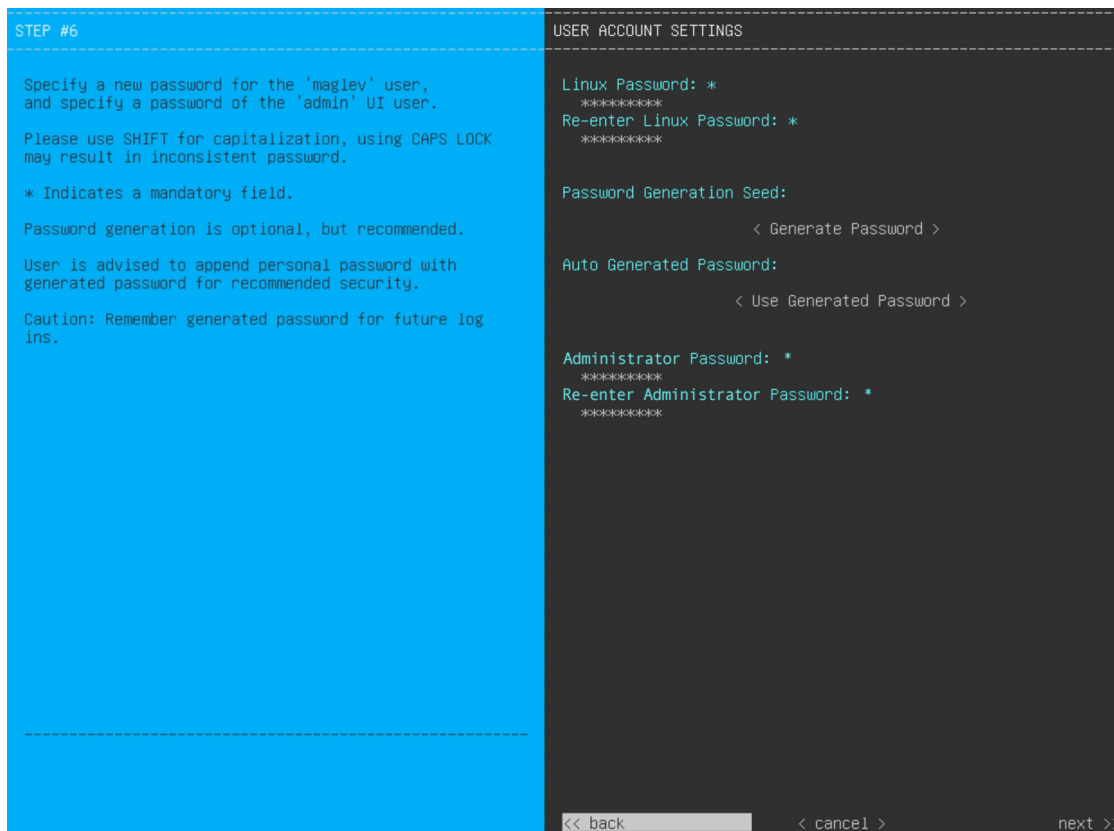 STEP #6
Specify a new password for the 'maglev' user,
and specify a password of the 'admin' UI user.
Please use SHIFT for capitalization, using CAPS LOCK
may result in inconsistent password.
* Indicates a mandatory field.
Password generation is optional, but recommended.
User is advised to append personal password with
generated password for recommended security.
Caution: Remember generated password for future log
ins.
USER ACCOUNT SETTINGS
Linux Password: *
*********
Re-enter Linux Password: *
*********
Password Generation Seed:
< Generate Password >
Auto Generated Password:
< Use Generated Password >
Administrator Password: *
*********
Re-enter Administrator Password: *
*********
<< back < cancel > next >